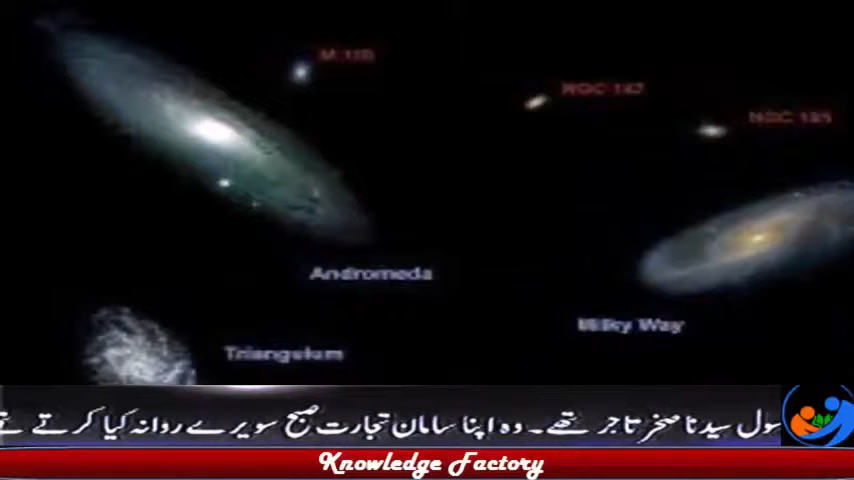 M 110
NGC 147
NGC 185
Andromeda
Milky Way
Triangulum
سول سیدنا صخر تاجر تھے۔ وہ اپنا سامان تجارت صبح سویرے روانہ کیا کرتے تھے
Knowledge Factory